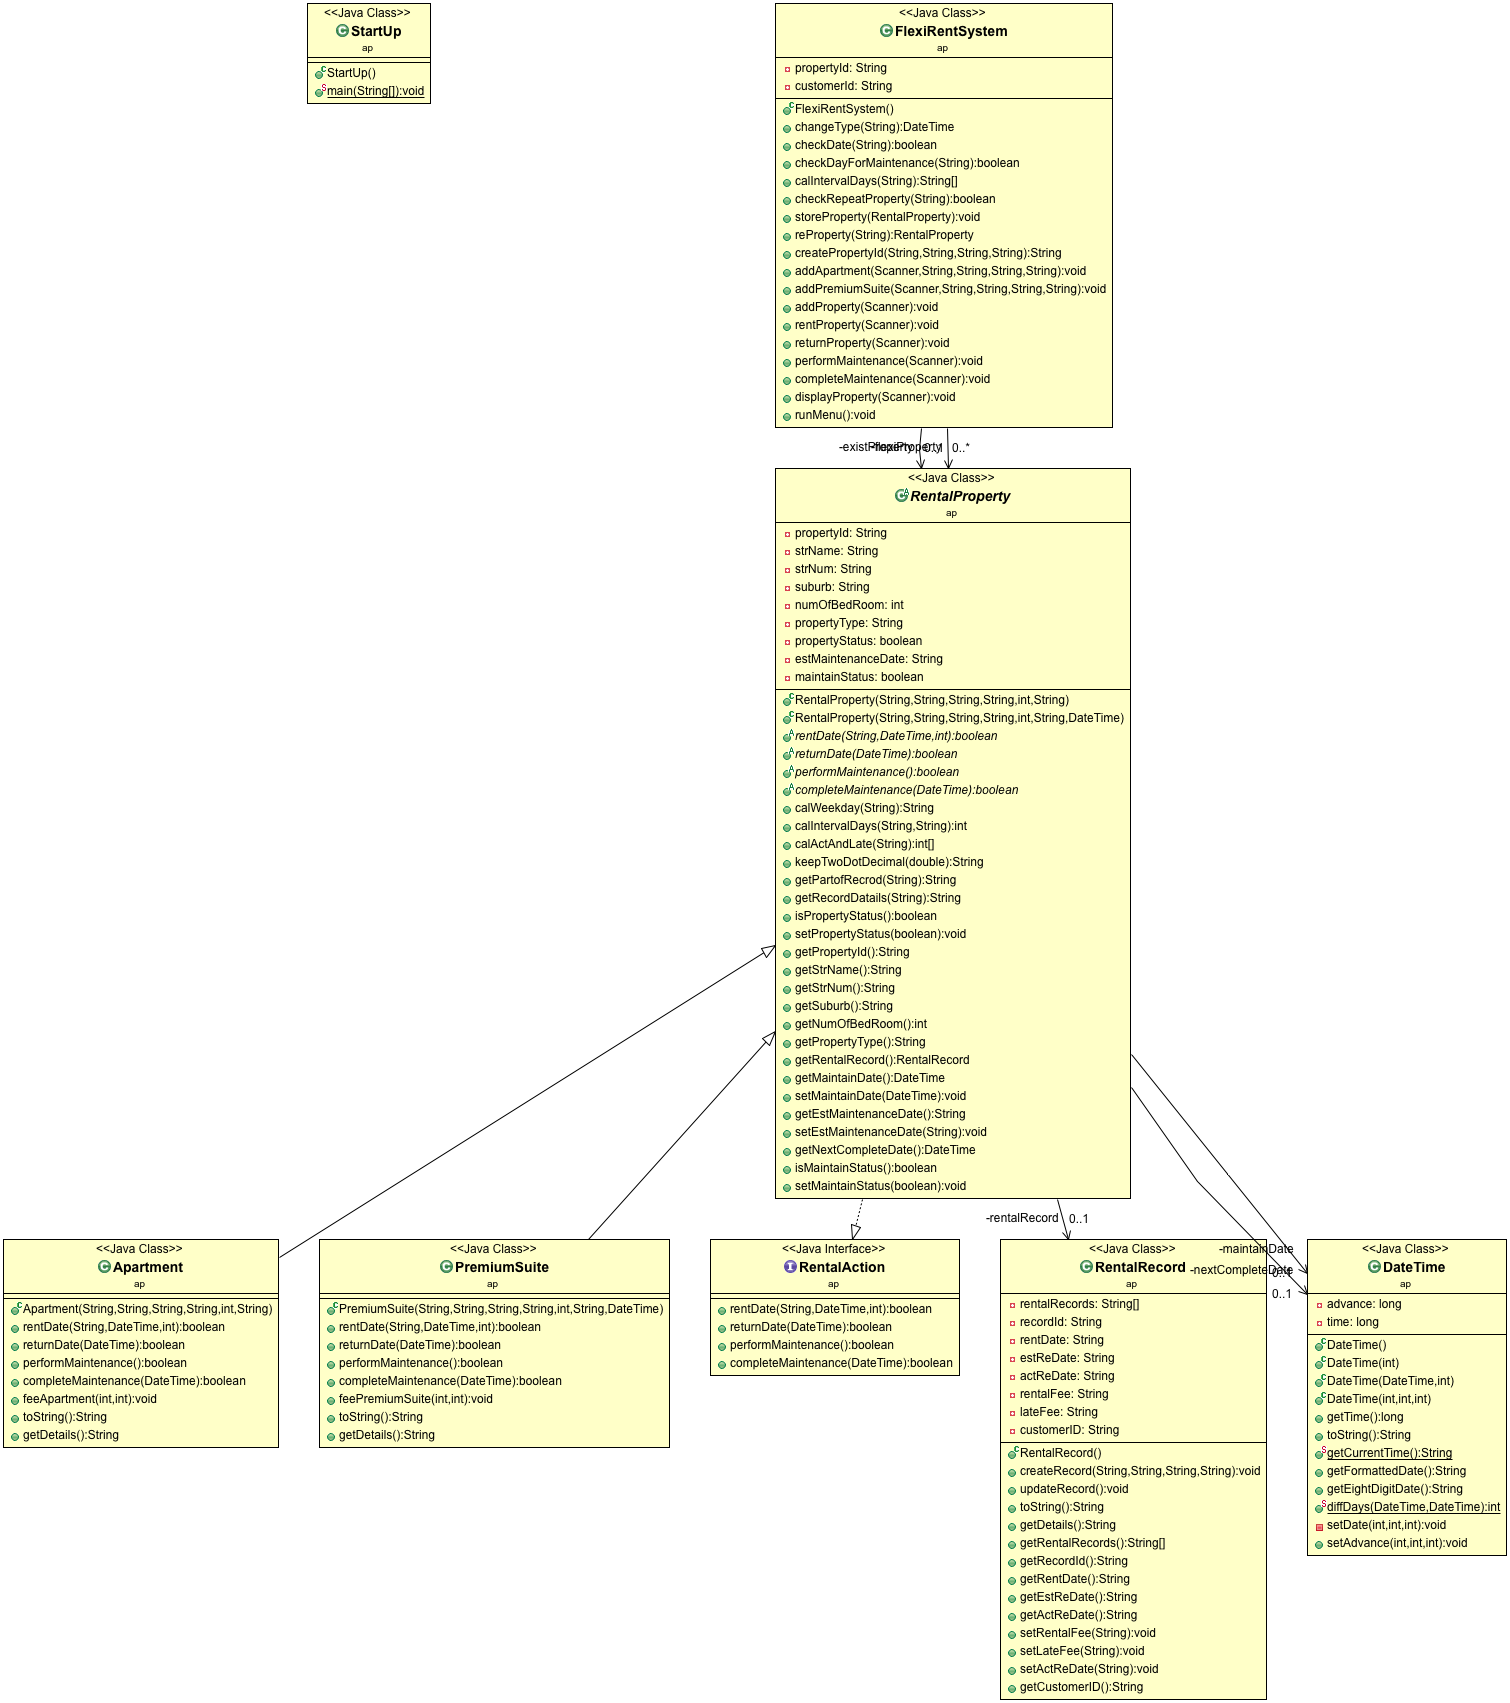 <<Java Class>>
StartUp
ap
StartUp()
main(String[]):void
<<Java Class>>
FlexiRentSystem
ap
propertyId: String
customerId: String
FlexiRentSystem()
changeType(String):DateTime
checkDate(String):boolean
checkDayForMaintenance(String):boolean
calIntervalDays(String):String[]
checkRepeatProperty(String):boolean
storeProperty(RentalProperty):void
reProperty(String):RentalProperty
createPropertyId(String,String,String,String):String
addApartment(Scanner,String,String,String,String):void
addPremiumSuite(Scanner,String,String,String,String):void
addProperty(Scanner):void
rentProperty(Scanner):void
returnProperty(Scanner):void
performMaintenance(Scanner):void
completeMaintenance(Scanner):void
displayProperty(Scanner):void
runMenu():void
-existProperty 0..1
-flexiProperty 0..*
<<Java Class>>
RentalProperty
ap
propertyId: String
strName: String
strNum: String
suburb: String
numOfBedRoom: int
propertyType: String
propertyStatus: boolean
estMaintenanceDate: String
maintainStatus: boolean
RentalProperty(String,String,String,String,int,String)
RentalProperty(String,String,String,String,int,String,DateTime)
rentDate(String,DateTime,int):boolean
returnDate(DateTime):boolean
performMaintenance():boolean
completeMaintenance(DateTime):boolean
calWeekday(String):String
calIntervalDays(String,String):int
calActAndLate(String):int[]
keepTwoDotDecimal(double):String
getPartofRecrod(String):String
getRecordDatails(String):String
isPropertyStatus():boolean
setPropertyStatus(boolean):void
getPropertyId():String
getStrName():String
getStrNum():String
getSuburb():String
getNumOfBedRoom():int
getPropertyType():String
getRentalRecord():RentalRecord
getMaintainDate():DateTime
setMaintainDate(DateTime):void
getEstMaintenanceDate():String
setEstMaintenanceDate(String):void
getNextCompleteDate():DateTime
isMaintainStatus():boolean
setMaintainStatus(boolean):void
-rentalRecord 0..1
-maintainDate
0..1
-nextCompleteDate
0..1
<<Java Class>>
Apartment
ap
Apartment(String,String,String,String,int,String)
rentDate(String,DateTime,int):boolean
returnDate(DateTime):boolean
performMaintenance():boolean
completeMaintenance(DateTime):boolean
feeApartment(int,int):void
toString():String
getDetails():String
<<Java Class>>
PremiumSuite
ap
PremiumSuite(String,String,String,String,int,String,DateTime)
rentDate(String,DateTime,int):boolean
returnDate(DateTime):boolean
performMaintenance():boolean
completeMaintenance(DateTime):boolean
feePremiumSuite(int,int):void
toString():String
getDetails():String
<<Java Interface>>
RentalAction
ap
rentDate(String,DateTime,int):boolean
returnDate(DateTime):boolean
performMaintenance():boolean
completeMaintenance(DateTime):boolean
<<Java Class>>
RentalRecord
ap
rentalRecords: String[]
recordId: String
rentDate: String
estReDate: String
actReDate: String
rentalFee: String
lateFee: String
customerID: String
RentalRecord()
createRecord(String,String,String,String):void
updateRecord():void
toString():String
getDetails():String
getRentalRecords():String[]
getRecordId():String
getRentDate():String
getEstReDate():String
getActReDate():String
setRentalFee(String):void
setLateFee(String):void
setActReDate(String):void
getCustomerID():String
<<Java Class>>
DateTime
ap
advance: long
time: long
DateTime()
DateTime(int)
DateTime(DateTime,int)
DateTime(int,int,int)
getTime():long
toString():String
getCurrentTime():String
getFormattedDate():String
getEightDigitDate():String
diffDays(DateTime,DateTime):int
setDate(int,int,int):void
setAdvance(int,int,int):void